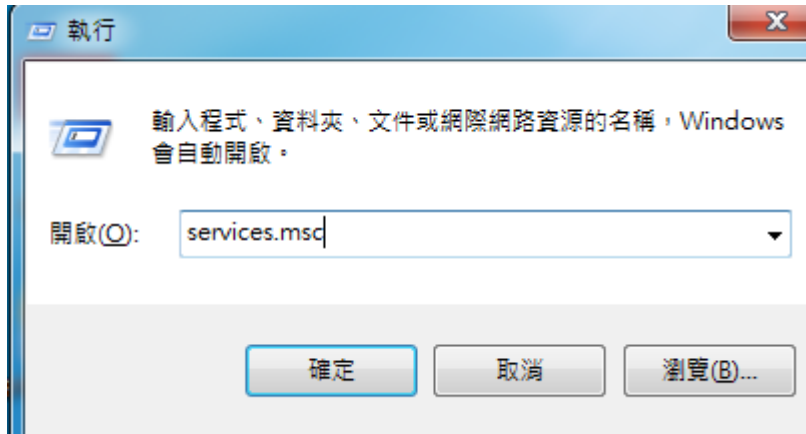 執行
輸入程式、資料夾、文件或網際網路資源的名稱，Windows
會自動開啟。
開啟(O):
services.msc
確定
取消
瀏覽(B)...